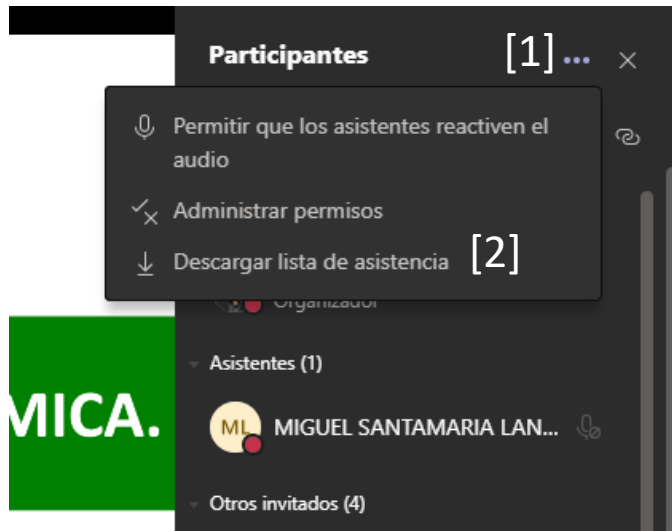 Participantes [1] ...
Permitir que los asistentes reactiven el
audio
Administrar permisos
Descargar lista de asistencia [2]
Organizador
Asistentes (1)
MICA.
ML MIGUEL SANTAMARIA LAN...
Otros invitados (4)